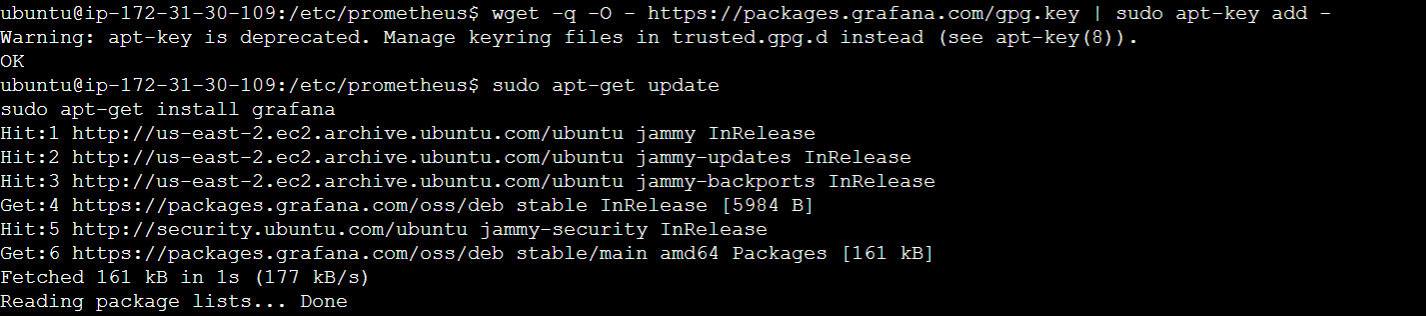 ubuntu@ip-172-31-30-109:/etc/prometheus$ wget -q -O - https://packages.grafana.com/gpg.key | sudo apt-key add -
Warning: apt-key is deprecated. Manage keyring files in trusted.gpg.d instead (see apt-key(8)).
OK
ubuntu@ip-172-31-30-109:/etc/prometheus$ sudo apt-get update
sudo apt-get install grafana
Hit:1 http://us-east-2.ec2.archive.ubuntu.com/ubuntu jammy InRelease
Hit:2 http://us-east-2.ec2.archive.ubuntu.com/ubuntu jammy-updates InRelease
Hit:3 http://us-east-2.ec2.archive.ubuntu.com/ubuntu jammy-backports InRelease
Get:4 https://packages.grafana.com/oss/deb stable InRelease [5984 B]
Hit:5 http://security.ubuntu.com/ubuntu jammy-security InRelease
Get:6 https://packages.grafana.com/oss/deb stable/main amd64 Packages [161 kB]
Fetched 161 kB in 1s (177 kB/s)
Reading package lists... Done